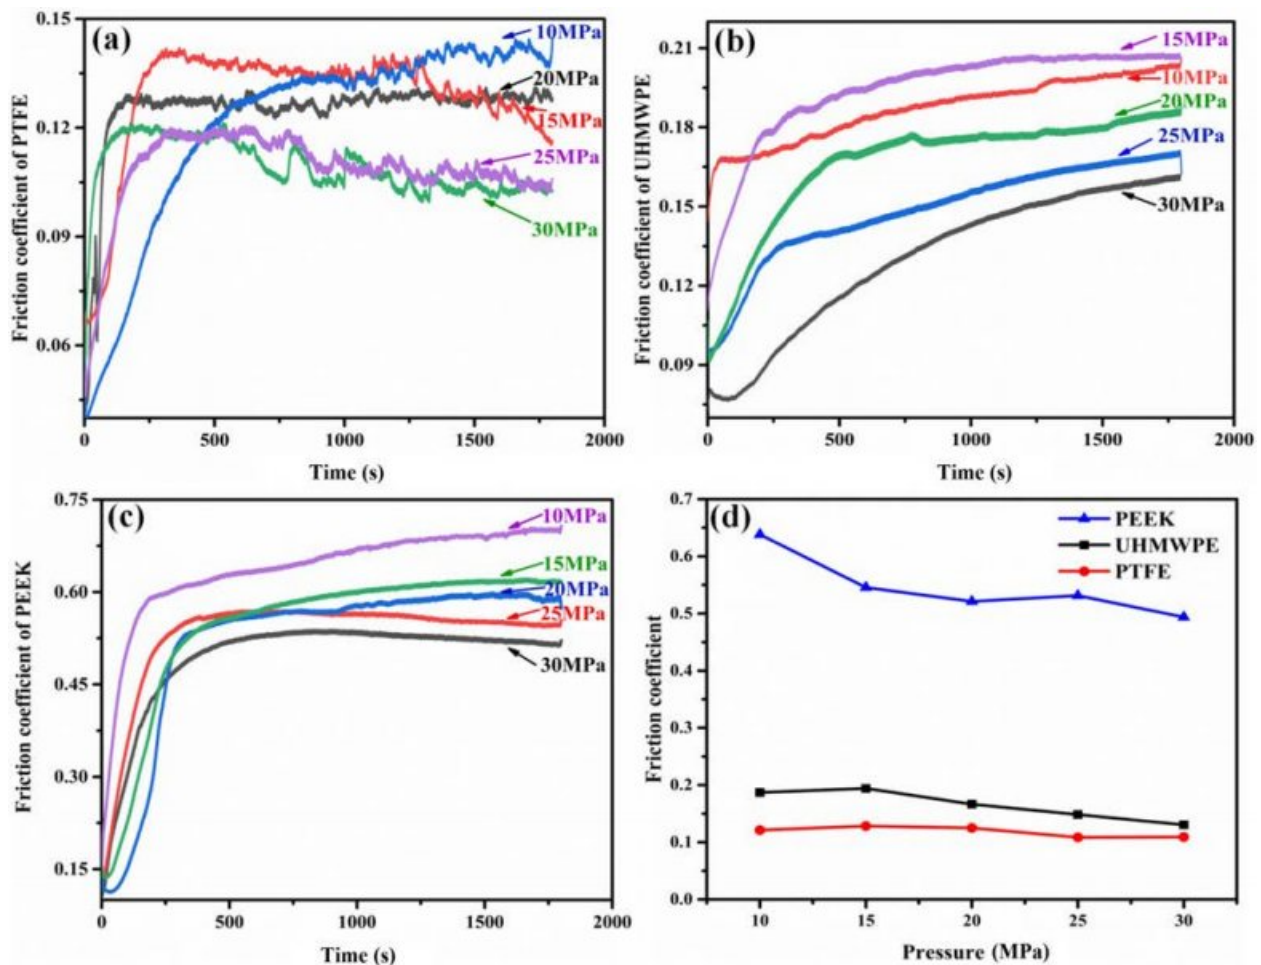 (a)
Friction coefficient of PTFE
0.15
0.12
0.09
0.06
10MPa
20MPa
15MPa
25MPa
30MPa
0
500
1000
1500
2000
Time (s)
(b)
Friction coefficient of UHMWPE
0.21
0.18
0.15
0.12
0.09
15MPa
10MPa
20MPa
25MPa
30MPa
0
500
1000
1500
2000
Time (s)
(c)
Friction coefficient of PEEK
0.75
0.60
0.45
0.30
0.15
10MPa
15MPa
20MPa
25MPa
30MPa
0
500
1000
1500
2000
Time (s)
(d)
Friction coefficient
0.7
0.6
0.5
0.4
0.3
0.2
0.1
0.0
PEEK
UHMWPE
PTFE
10
15
20
25
30
Pressure (MPa)